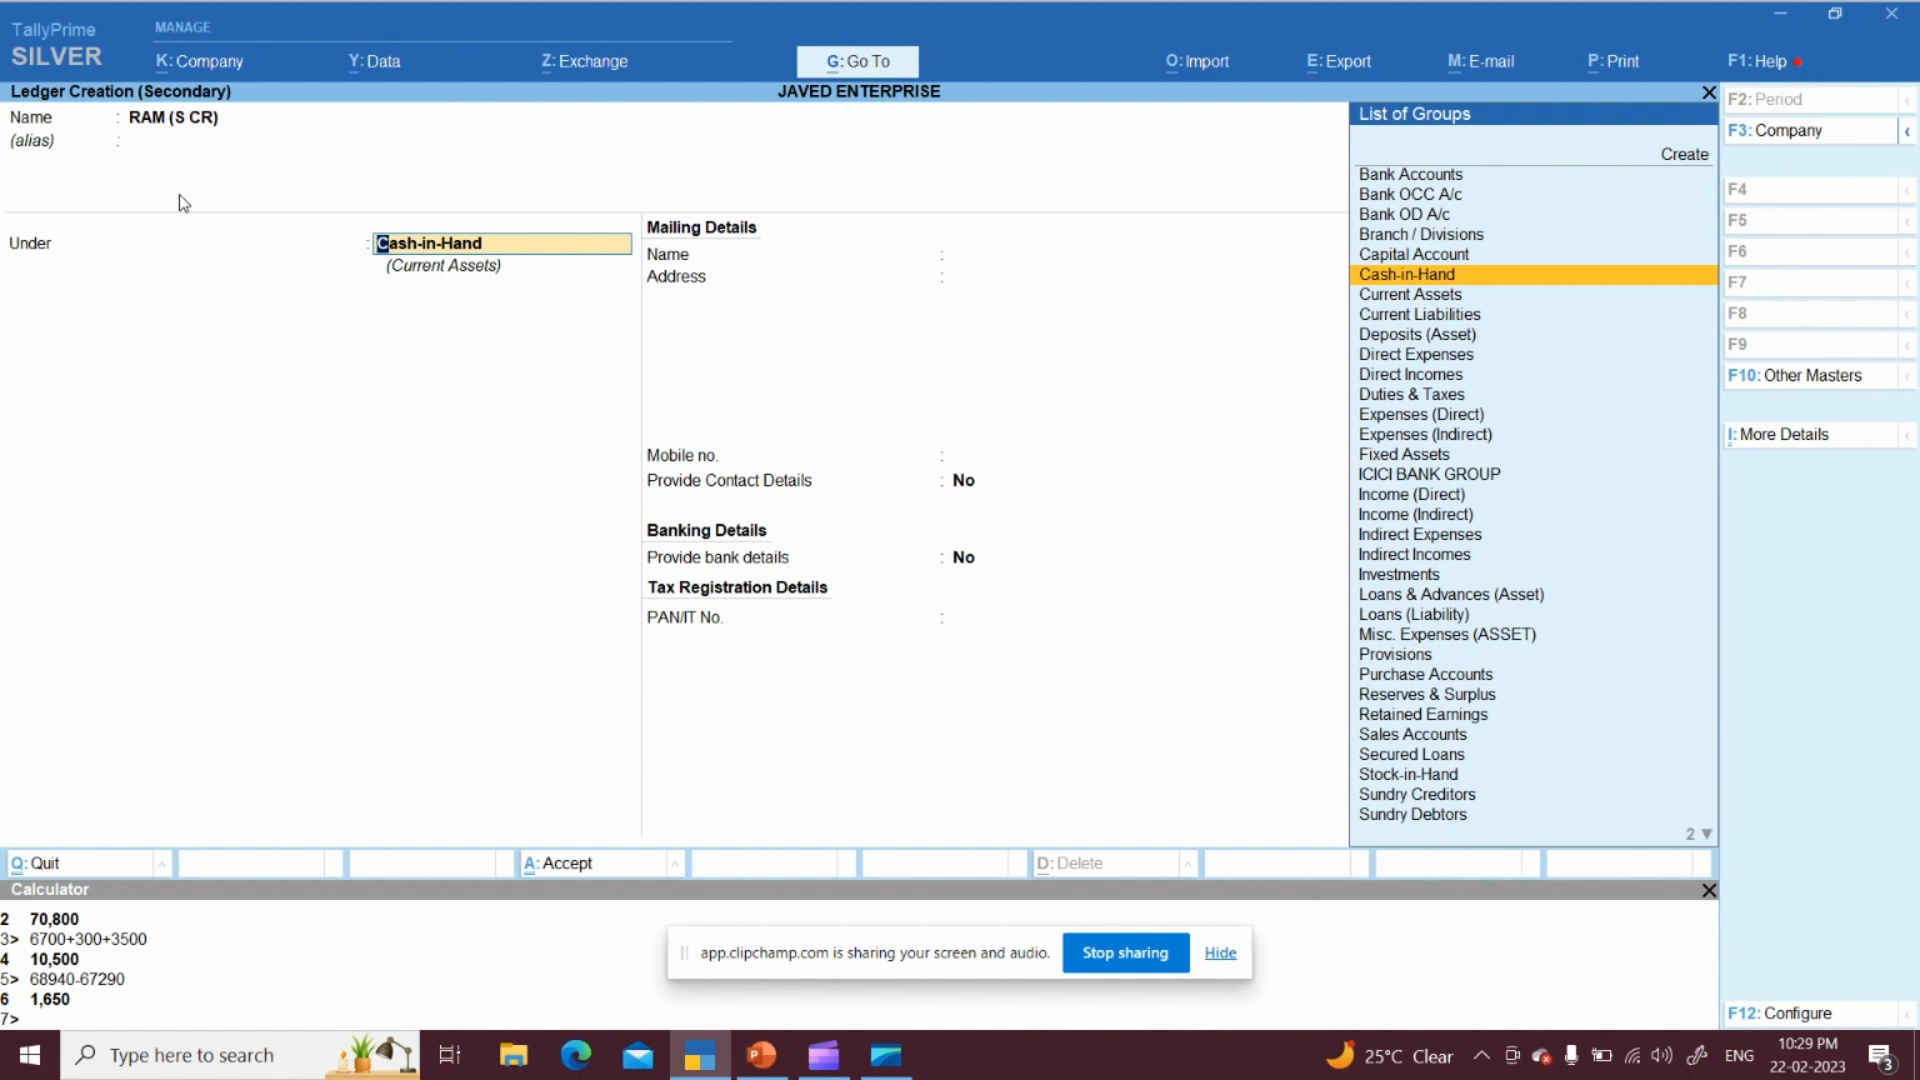 TallyPrime
SILVER
MANAGE
K: Company
Y: Data
Z: Exchange
G: Go To
O: Import
E: Export
M: E-mail
P: Print
F1: Help
Ledger Creation (Secondary)
JAVED ENTERPRISE
Name : RAM (S CR)
(alias) :
Under : Cash-in-Hand
(Current Assets)
Mailing Details
Name :
Address :
Mobile no. :
Provide Contact Details : No
Banking Details
Provide bank details : No
Tax Registration Details
PAN/IT No. :
List of Groups
Create
Bank Accounts
Bank OCC A/c
Bank OD A/c
Branch / Divisions
Capital Account
Cash-in-Hand
Current Assets
Current Liabilities
Deposits (Asset)
Direct Expenses
Direct Incomes
Duties & Taxes
Expenses (Direct)
Expenses (Indirect)
Fixed Assets
ICICI BANK GROUP
Income (Direct)
Income (Indirect)
Indirect Expenses
Indirect Incomes
Investments
Loans & Advances (Asset)
Loans (Liability)
Misc. Expenses (ASSET)
Provisions
Purchase Accounts
Reserves & Surplus
Retained Earnings
Sales Accounts
Secured Loans
Stock-in-Hand
Sundry Creditors
Sundry Debtors
2 ▼
F2: Period
F3: Company
F4
F5
F6
F7
F8
F9
F10: Other Masters
I: More Details
F12: Configure
Q: Quit
A: Accept
D: Delete
Calculator
2 70,800
3> 6700+300+3500
4 10,500
5> 68940-67290
6 1,650
7>
app.clipchamp.com is sharing your screen and audio.
Stop sharing
Hide
Type here to search
25°C Clear
ENG
10:29 PM
22-02-2023
3